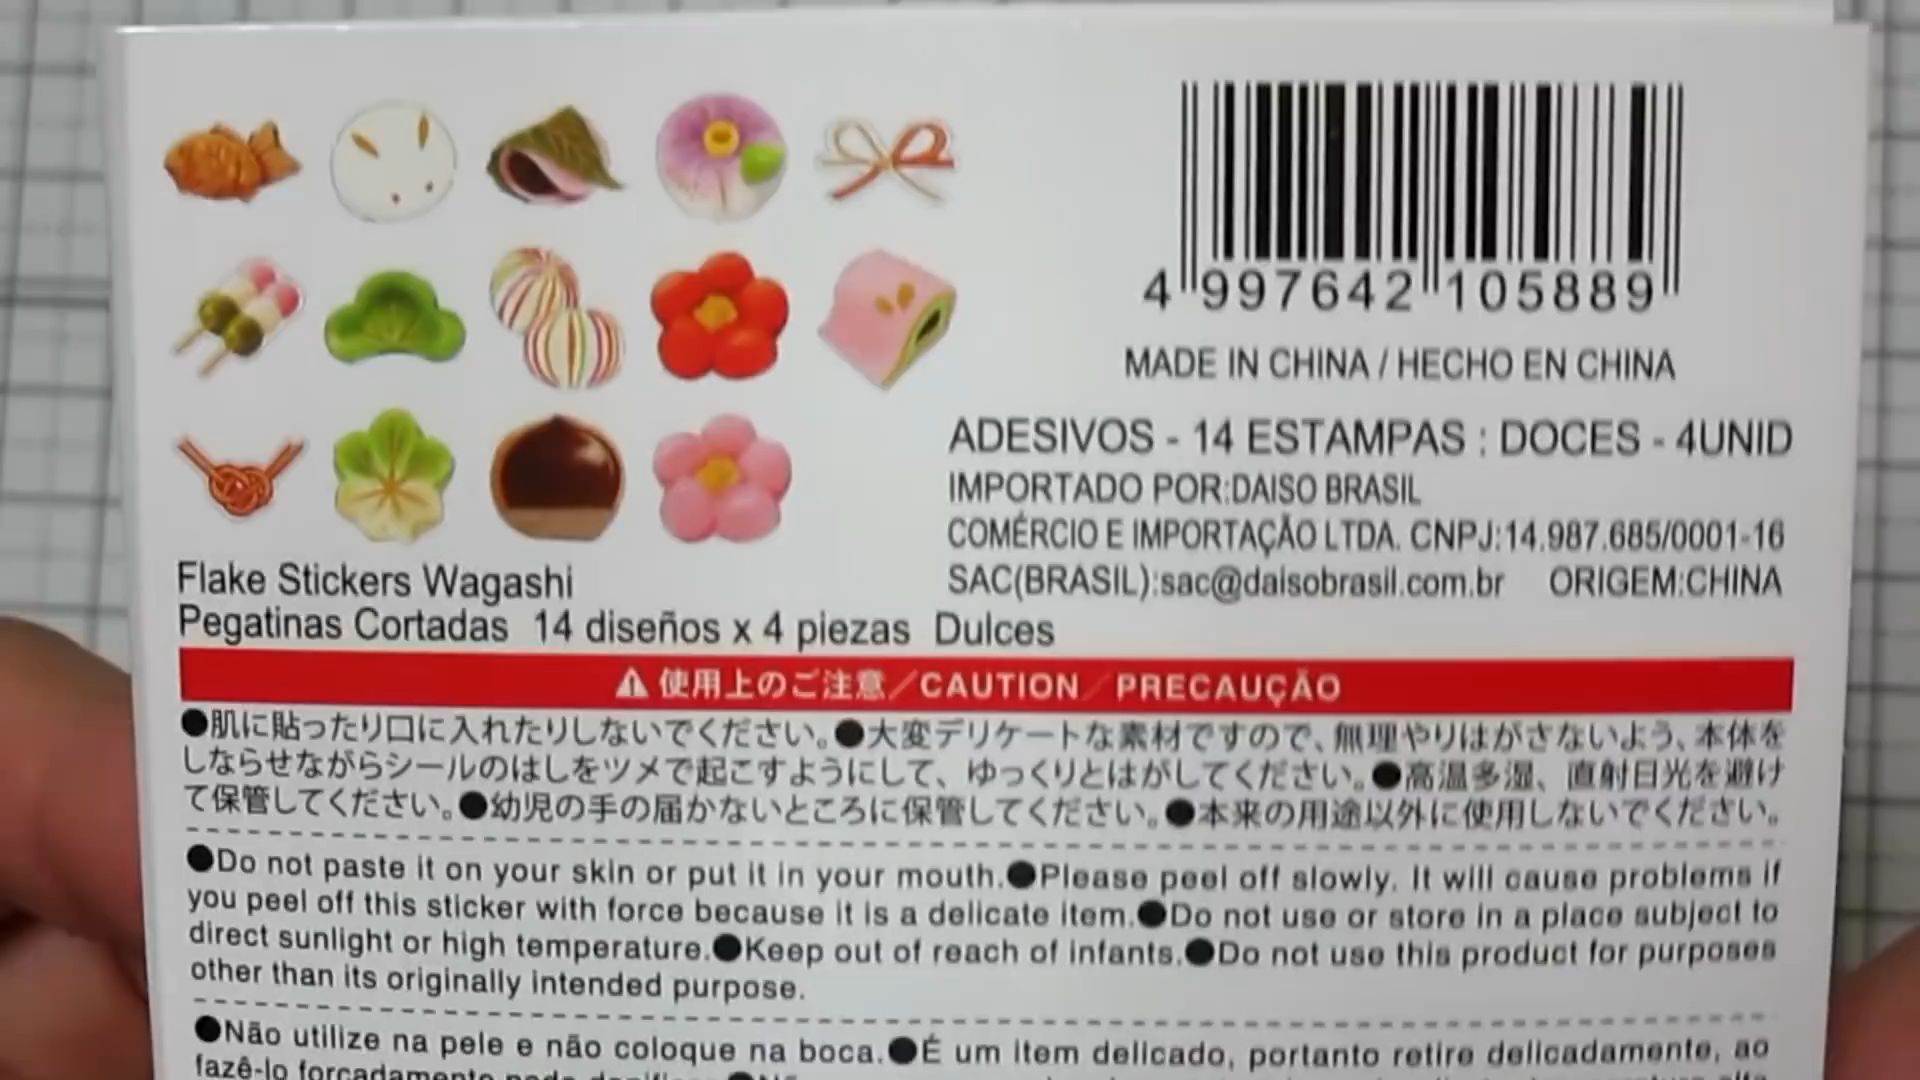 4 997642 105889
MADE IN CHINA / HECHO EN CHINA
ADESIVOS - 14 ESTAMPAS : DOCES - 4UNID
IMPORTADO POR:DAISO BRASIL
COMÉRCIO E IMPORTAÇÃO LTDA. CNPJ:14.987.685/0001-16
SAC(BRASIL):sac@daisobrasil.com.br ORIGEM:CHINA
Flake Stickers Wagashi
Pegatinas Cortadas 14 diseños x 4 piezas Dulces
⚠使用上のご注意／CAUTION／PRECAUÇÃO
●肌に貼ったり口に入れたりしないでください。●大変デリケートな素材ですので、無理やりはがさないよう、本体を
しならせながらシールのはしをツメで起こすようにして、ゆっくりとはがしてください。●高温多湿、直射日光を避け
て保管してください。●幼児の手の届かないところに保管してください。●本来の用途以外に使用しないでください。
●Do not paste it on your skin or put it in your mouth.●Please peel off slowly. It will cause problems if
you peel off this sticker with force because it is a delicate item.●Do not use or store in a place subject to
direct sunlight or high temperature.●Keep out of reach of infants.●Do not use this product for purposes
other than its originally intended purpose.
●Não utilize na pele e não coloque na boca.●É um item delicado, portanto retire delicadamente, ao
fazê-lo forçadamente pode